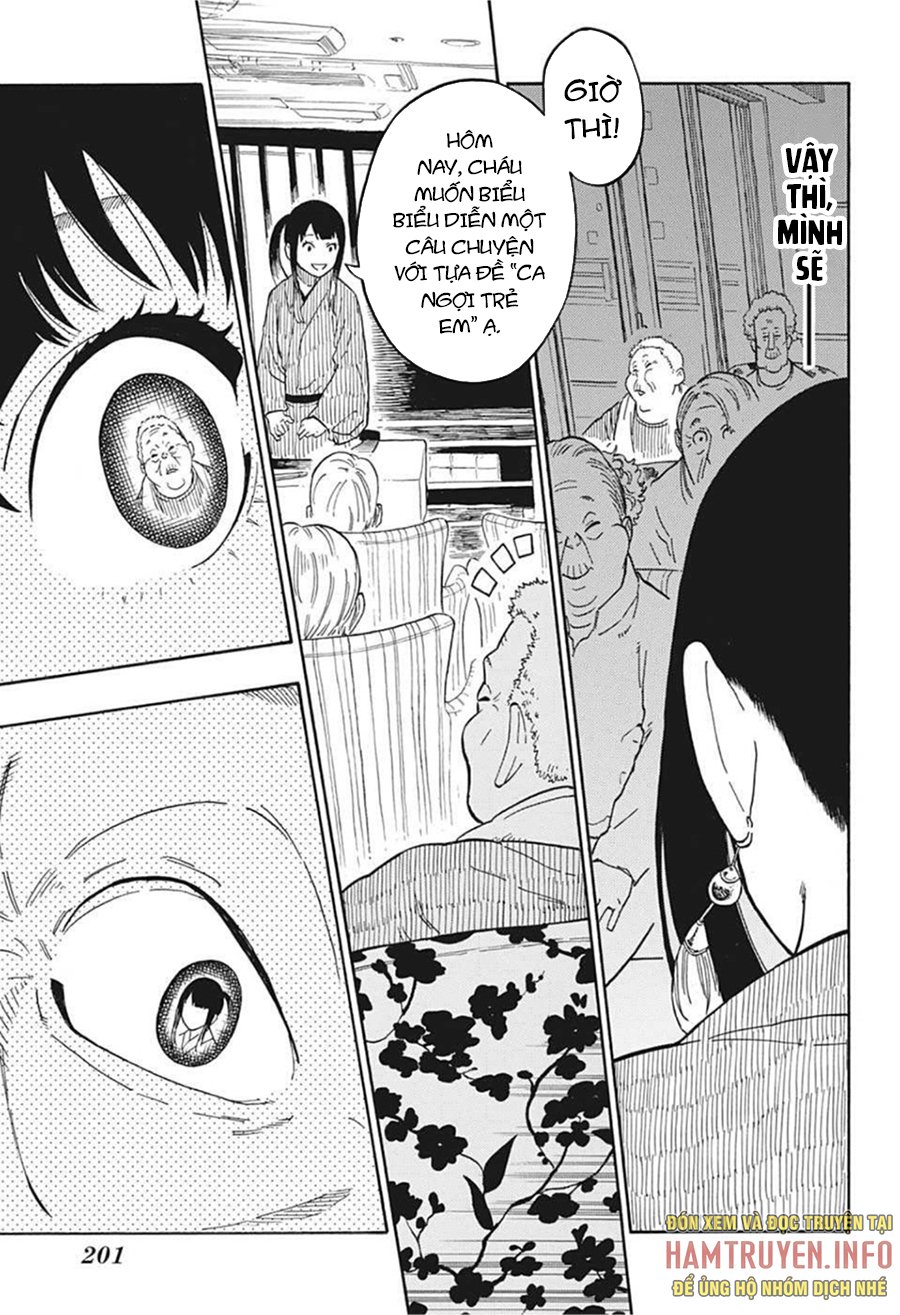 VẬY
THÌ,
MÌNH
SẼ
GIỜ
THÌ!
HÔM
NAY, CHÁU
MUỐN BIỂU
BIỂU DIỄN MỘT
CÂU CHUYỆN
VỚI TỰA ĐỀ "CA
NGỢI TRẺ
EM" Ạ.
201
ĐÓN XEM VÀ ĐỌC TRUYỆN TẠI
HAMTRUYEN.INFO
ĐỂ ỦNG HỘ NHÓM DỊCH NHÉ